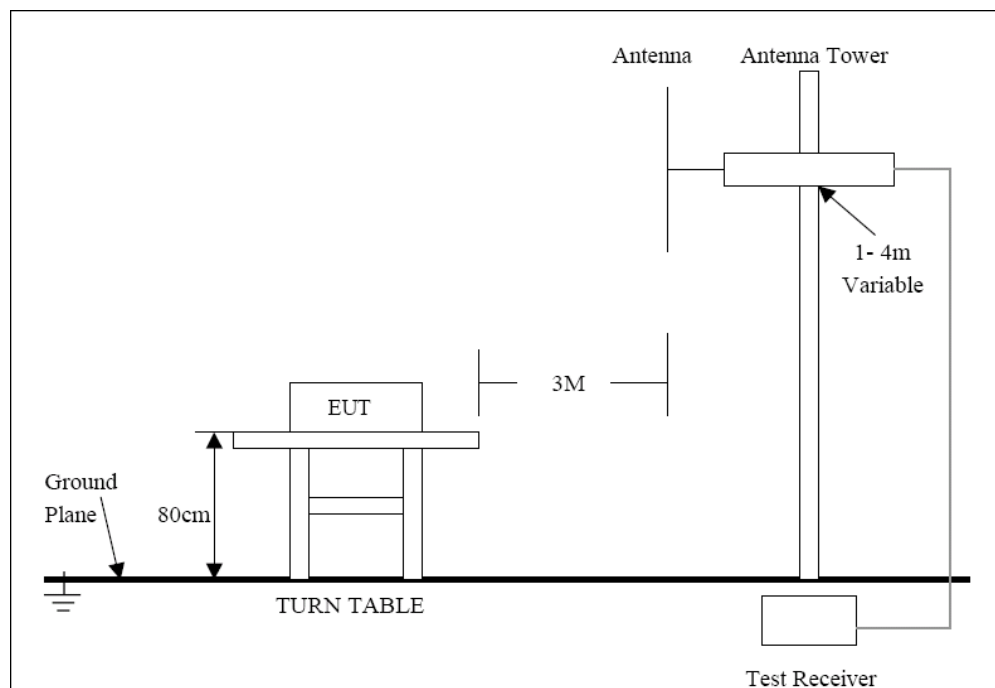 Antenna
Antenna Tower
1- 4m
Variable
3M
EUT
Ground
Plane
80cm
TURN TABLE
Test Receiver